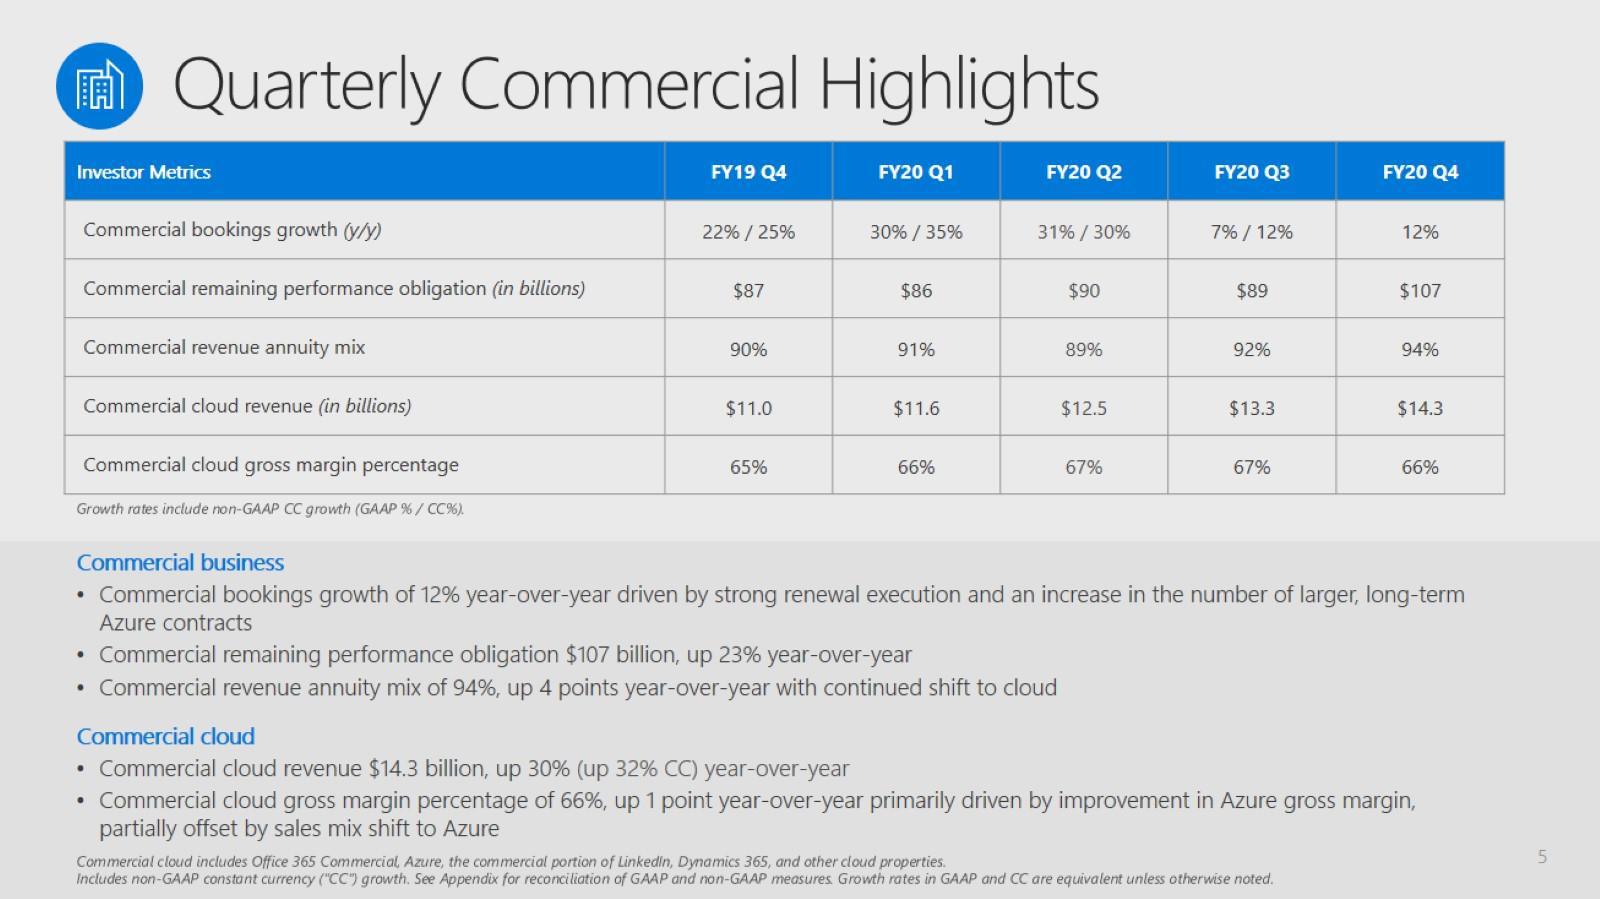 Quarterly Commercial Highlights
Investor Metrics FY19 Q4 FY20 Q1 FY20 Q2 FY20 Q3 FY20 Q4
Commercial bookings growth (y/y) 22% / 25% 30% / 35% 31% / 30% 7% / 12% 12%
Commercial remaining performance obligation (in billions) $87 $86 $90 $89 $107
Commercial revenue annuity mix 90% 91% 89% 92% 94%
Commercial cloud revenue (in billions) $11.0 $11.6 $12.5 $13.3 $14.3
Commercial cloud gross margin percentage 65% 66% 67% 67% 66%
Growth rates include non-GAAP CC growth (GAAP % / CC%).
Commercial business
• Commercial bookings growth of 12% year-over-year driven by strong renewal execution and an increase in the number of larger, long-term
Azure contracts
• Commercial remaining performance obligation $107 billion, up 23% year-over-year
• Commercial revenue annuity mix of 94%, up 4 points year-over-year with continued shift to cloud
Commercial cloud
• Commercial cloud revenue $14.3 billion, up 30% (up 32% CC) year-over-year
• Commercial cloud gross margin percentage of 66%, up 1 point year-over-year primarily driven by improvement in Azure gross margin,
partially offset by sales mix shift to Azure
Commercial cloud includes Office 365 Commercial, Azure, the commercial portion of LinkedIn, Dynamics 365, and other cloud properties.
Includes non-GAAP constant currency ("CC") growth. See Appendix for reconciliation of GAAP and non-GAAP measures. Growth rates in GAAP and CC are equivalent unless otherwise noted.
5